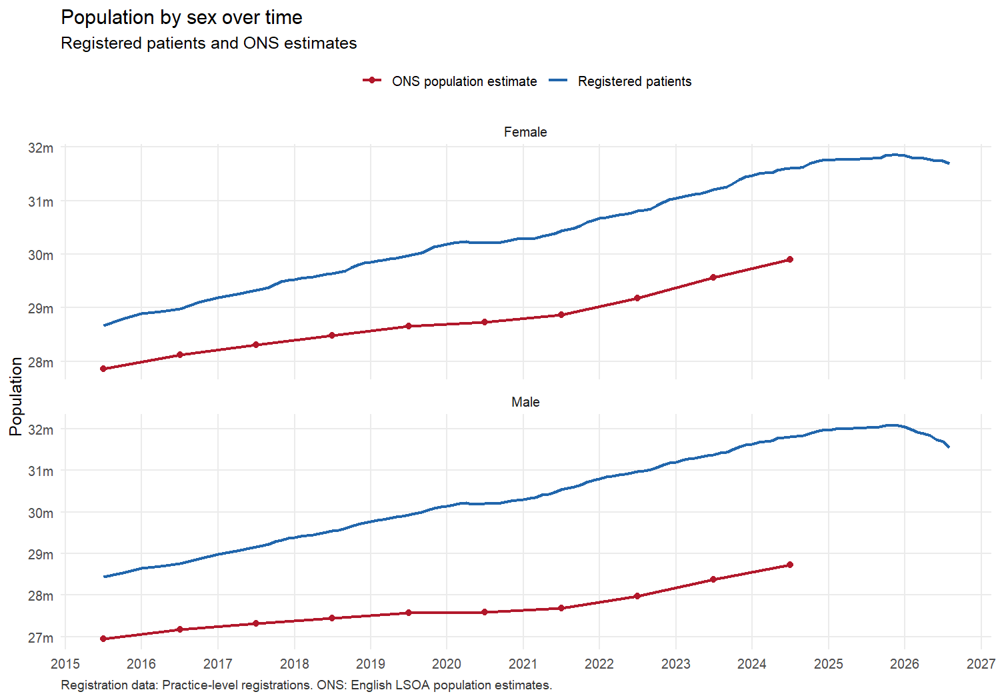 Population by sex over time
Registered patients and ONS estimates
ONS population estimate Registered patients
Female
32m
31m
30m
29m
28m
Population
Male
32m
31m
30m
29m
28m
27m
2015 2016 2017 2018 2019 2020 2021 2022 2023 2024 2025 2026 2027
Registration data: Practice-level registrations. ONS: English LSOA population estimates.